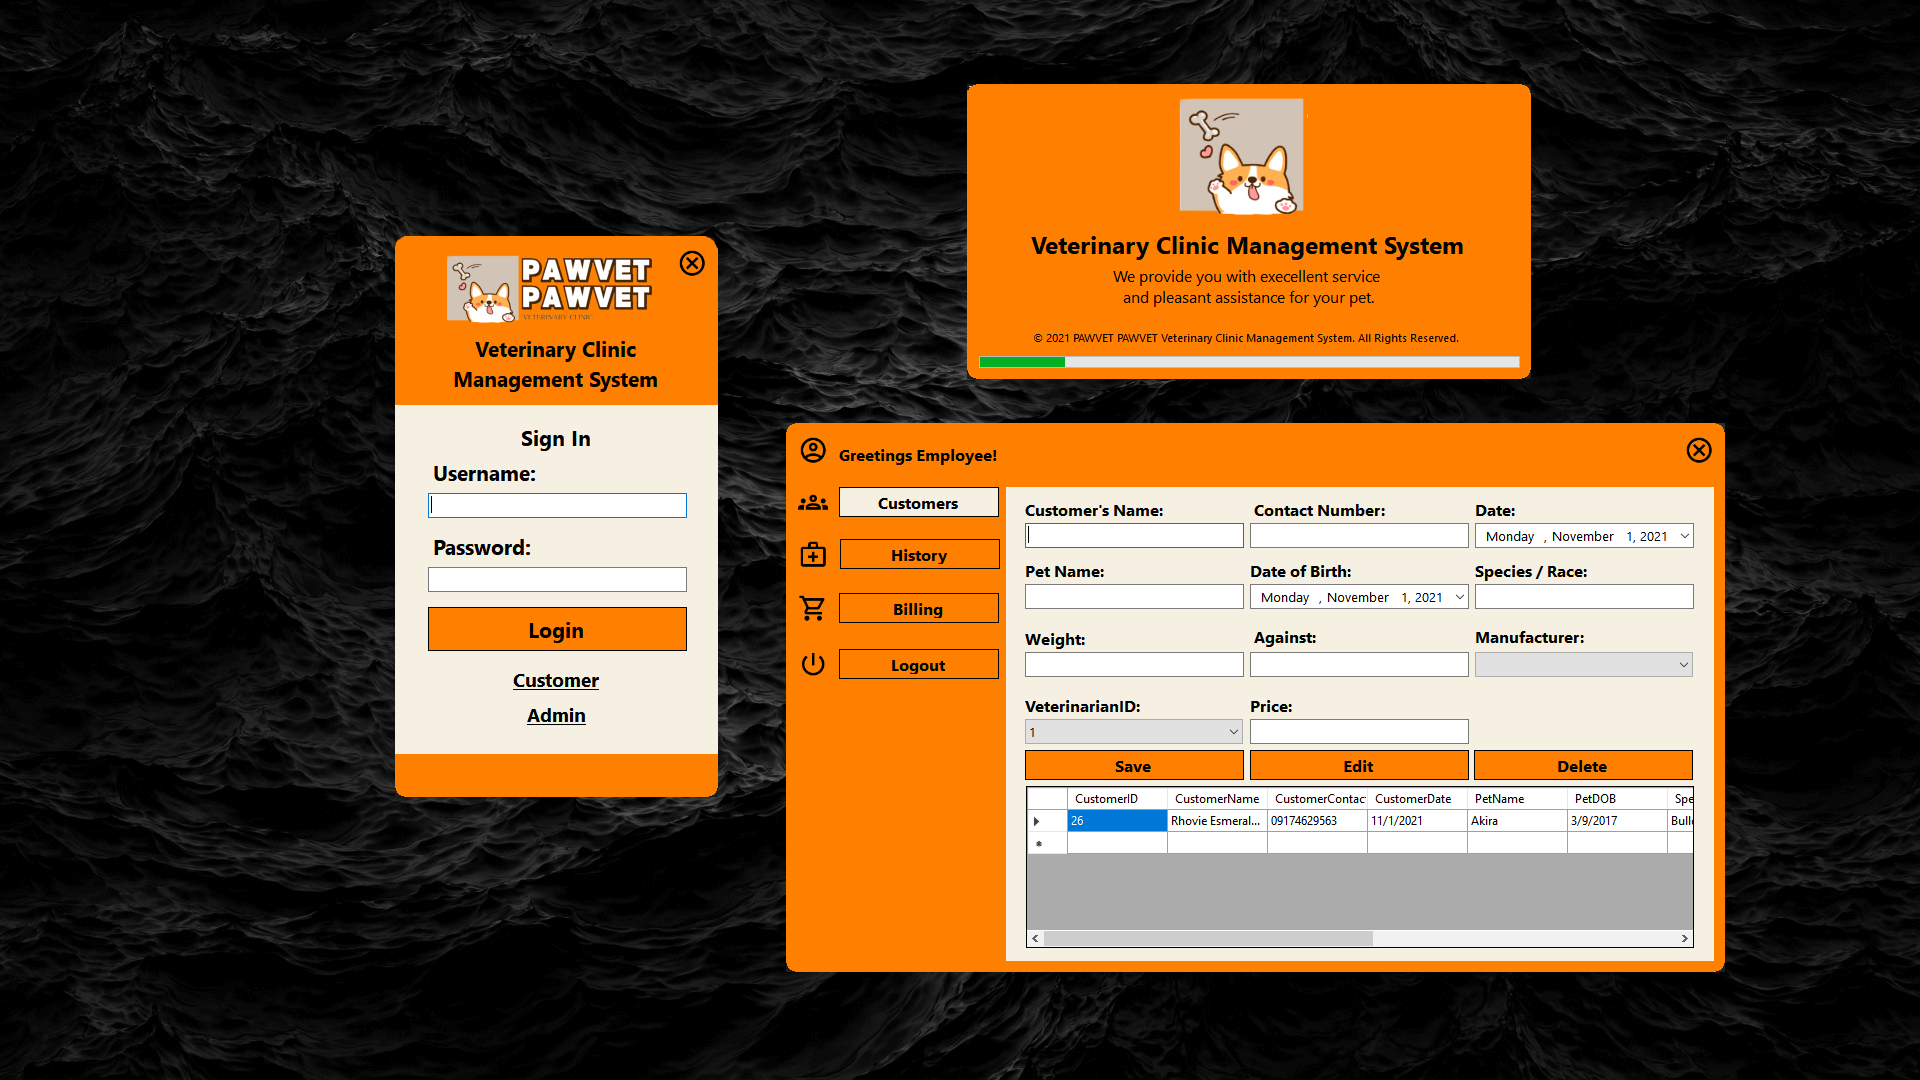 PAWVET
PAWVET
VETERINARY CLINIC
Veterinary Clinic
Management System
Sign In
Username:
Password:
Login
Customer
Admin
Veterinary Clinic Management System
We provide you with execellent service
and pleasant assistance for your pet.
© 2021 PAWVET PAWVET Veterinary Clinic Management System. All Rights Reserved.
Greetings Employee!
Customers
History
Billing
Logout
Customer's Name: Contact Number: Date:
Monday , November 1, 2021
Pet Name: Date of Birth: Species / Race:
Monday , November 1, 2021
Weight: Against: Manufacturer:
VeterinarianID: Price:
1
Save Edit Delete
CustomerID CustomerName CustomerContac CustomerDate PetName PetDOB Spe
26 Rhovie Esmeral... 09174629563 11/1/2021 Akira 3/9/2017 Bull